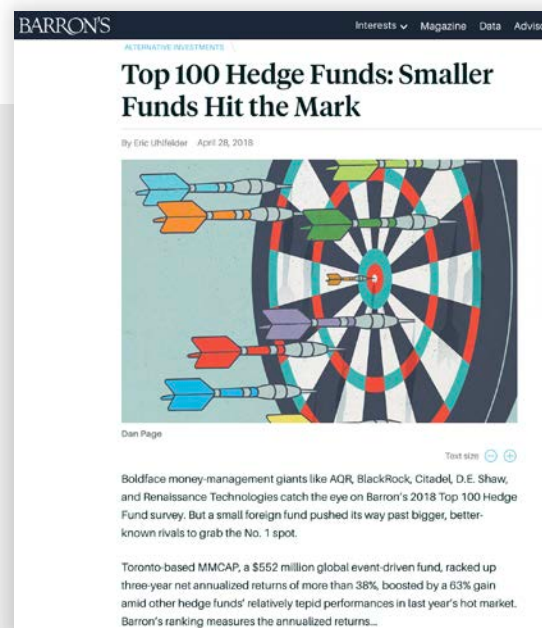 BARRON'S
Interests Magazine Data
ALTERNATIVE INVESTMENTS
Top 100 Hedge Funds: Smaller
Funds Hit the Mark
By Eric Uhlfelder April 28, 2018
Dan Page
Text size
Boldface money-management giants like AQR, BlackRock, Citadel, D.E. Shaw,
and Renaissance Technologies catch the eye on Barron's 2018 Top 100 Hedge
Fund survey. But a small foreign fund pushed its way past bigger, better-
known rivals to grab the No. 1 spot.
Toronto-based MMCAP, a $552 million global event-driven fund, racked up
three-year net annualized returns of more than 38%, boosted by a 63% gain
amid other hedge funds' relatively tepid performances in last year's hot market.
Barron's ranking measures the annualized returns...